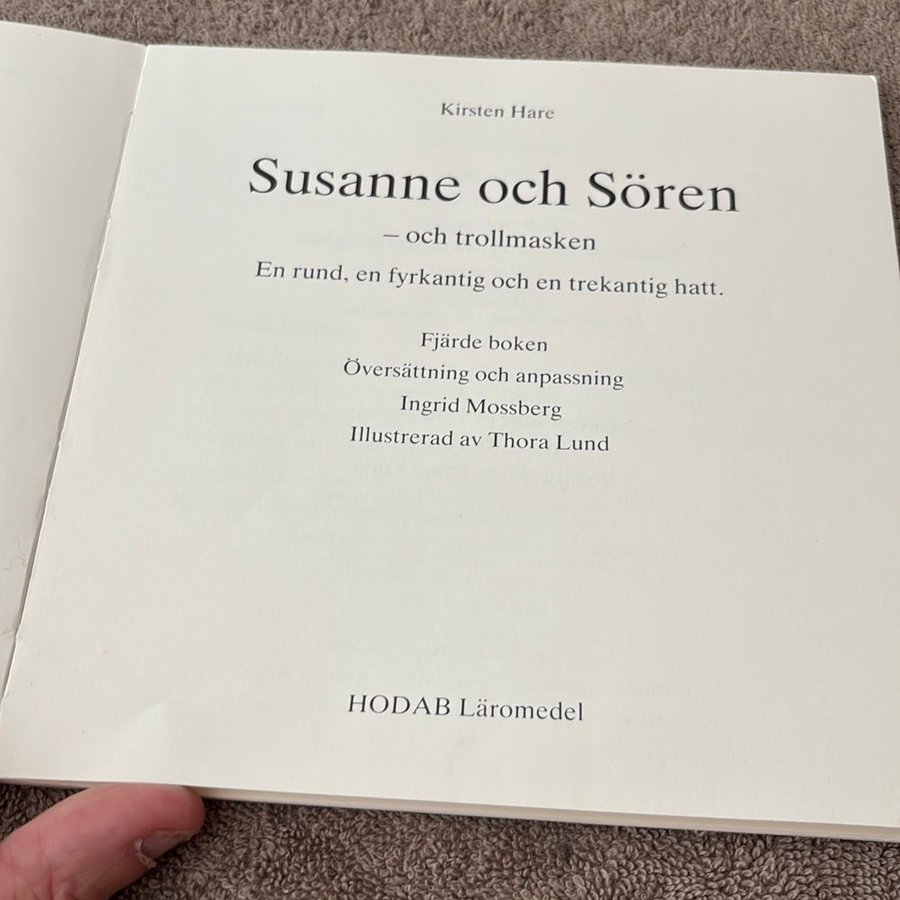 Kirsten Hare
Susanne och Sören
– och trollmasken
En rund, en fyrkantig och en trekantig hatt.
Fjärde boken
Översättning och anpassning
Ingrid Mossberg
Illustrerad av Thora Lund
HODAB Läromedel